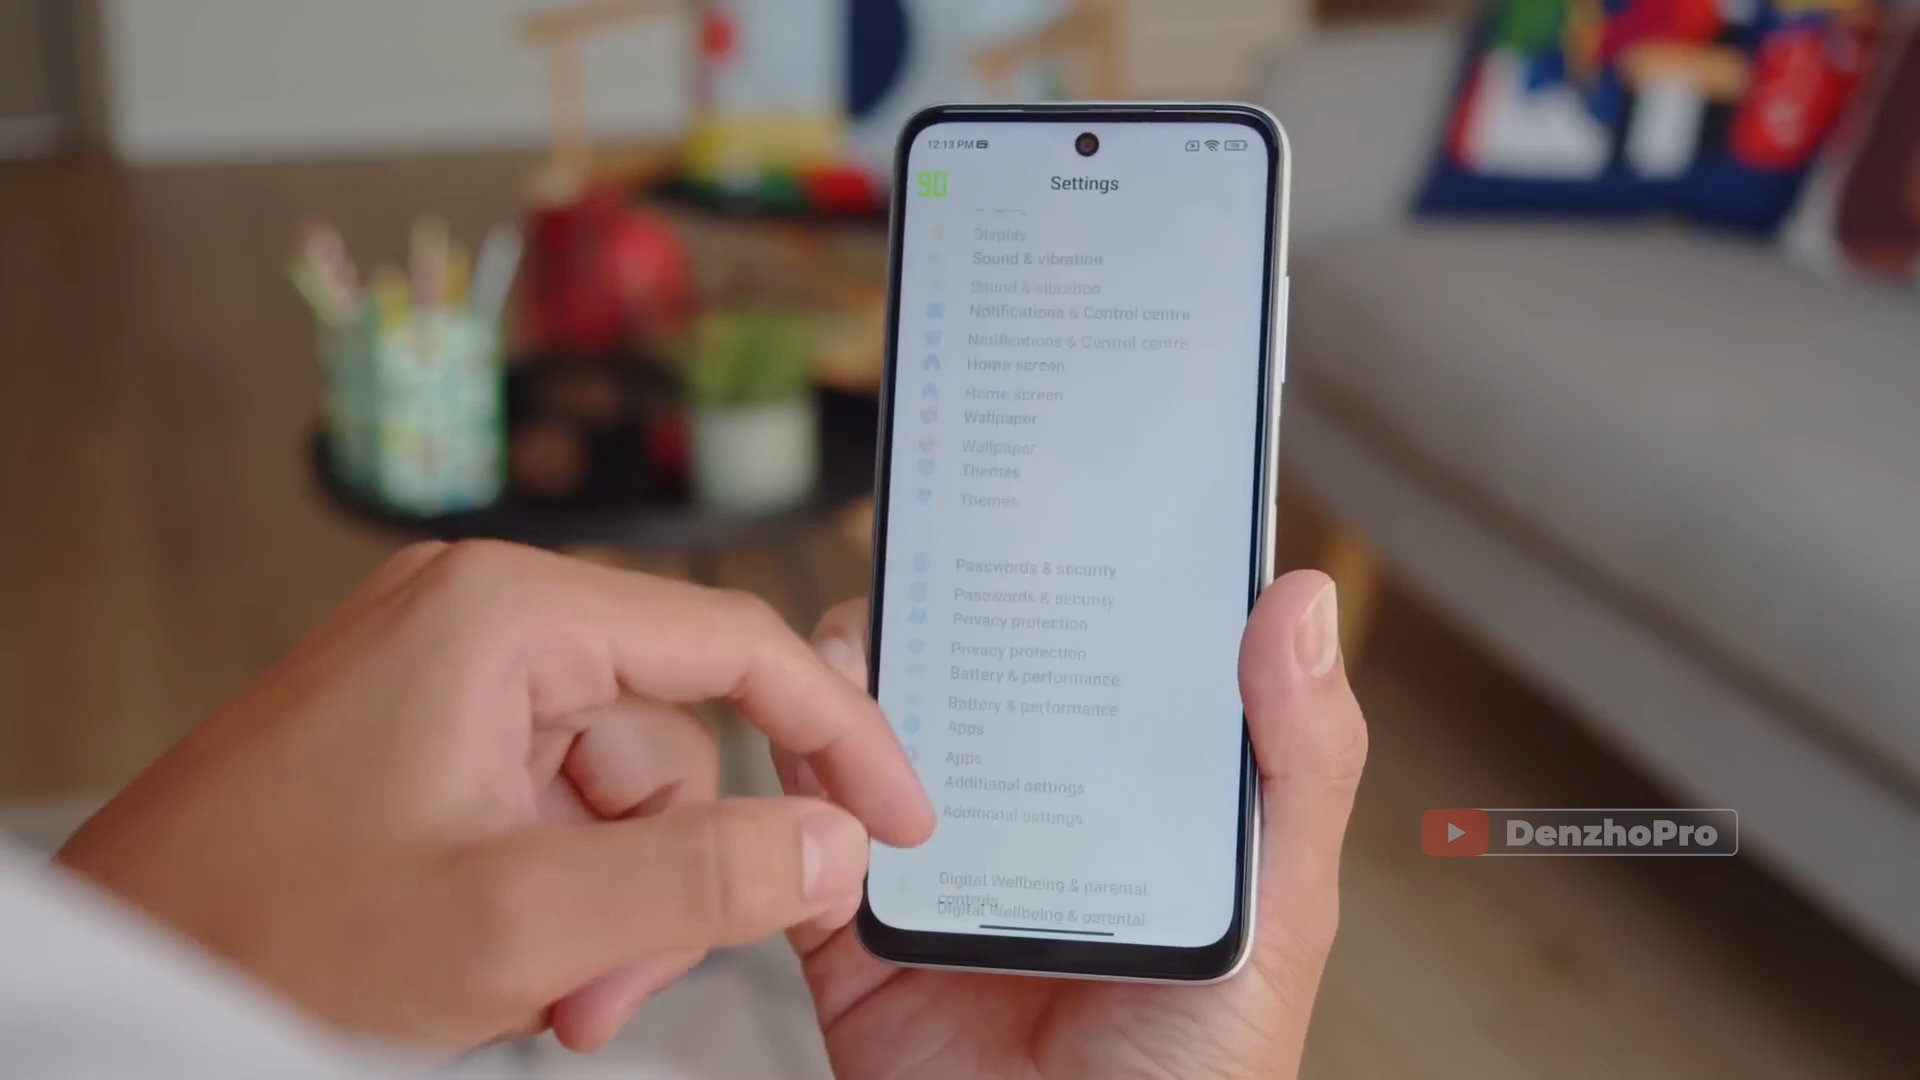 12:13 PM
90
Settings
Display
Sound & vibration
Sound & vibration
Notifications & Control centre
Notifications & Control centre
Home screen
Home screen
Wallpaper
Wallpaper
Themes
Themes
Passwords & security
Passwords & security
Privacy protection
Privacy protection
Battery & performance
Battery & performance
Apps
Apps
Additional settings
Additional settings
Digital Wellbeing & parental
controls
Digital Wellbeing & parental
DenzhoPro